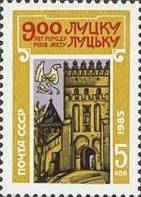 900 ЛУЦКУ
ЛЕТ ГОРОДУ
РОКІВ МІСТУ ЛУЦЬКУ
ПОЧТА СССР
1985
5
КОП